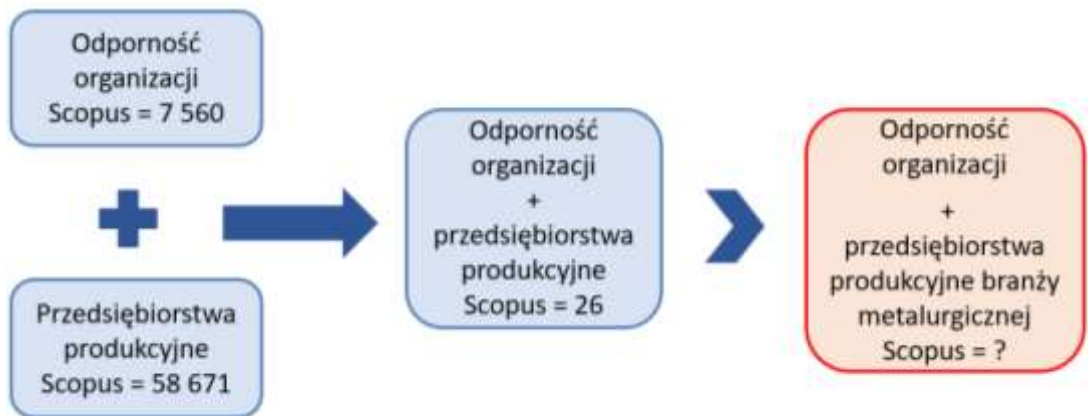 Odporność
organizacji
Scopus = 7 560
Przedsiębiorstwa
produkcyjne
Scopus = 58 671
Odporność
organizacji
+
przedsiębiorstwa
produkcyjne
Scopus = 26
Odporność
organizacji
+
przedsiębiorstwa
produkcyjne branży
metalurgicznej
Scopus = ?